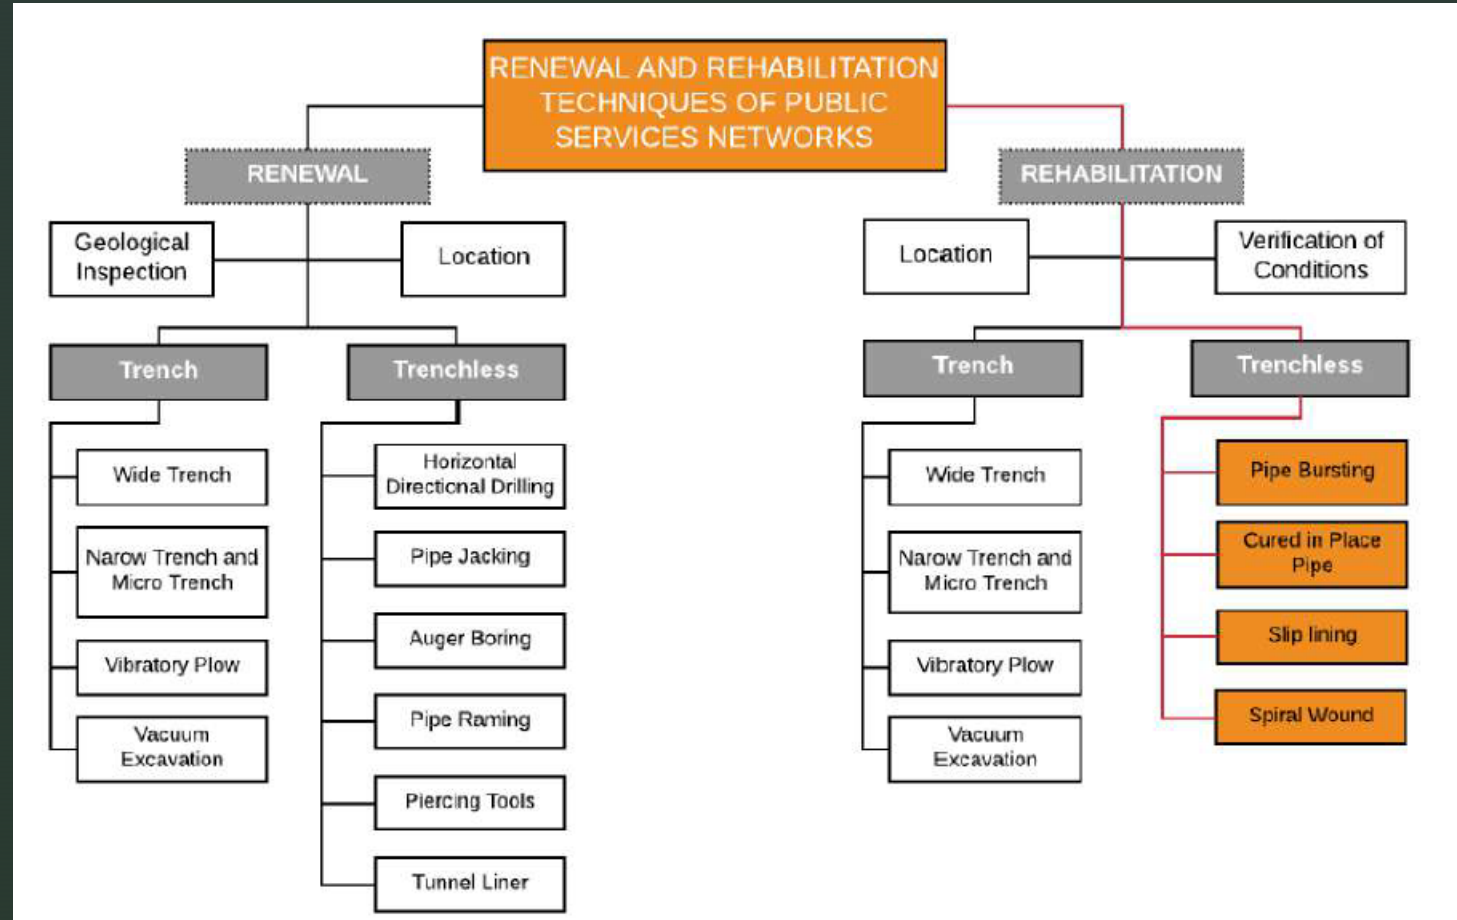 RENEWAL AND REHABILITATION
TECHNIQUES OF PUBLIC
SERVICES NETWORKS
RENEWAL
Geological
Inspection
Location
Trench
Wide Trench
Narow Trench and
Micro Trench
Vibratory Plow
Vacuum
Excavation
Trenchless
Horizontal
Directional Drilling
Pipe Jacking
Auger Boring
Pipe Raming
Piercing Tools
Tunnel Liner
REHABILITATION
Location
Verification of
Conditions
Trench
Wide Trench
Narow Trench and
Micro Trench
Vibratory Plow
Vacuum
Excavation
Trenchless
Pipe Bursting
Cured in Place
Pipe
Slip lining
Spiral Wound